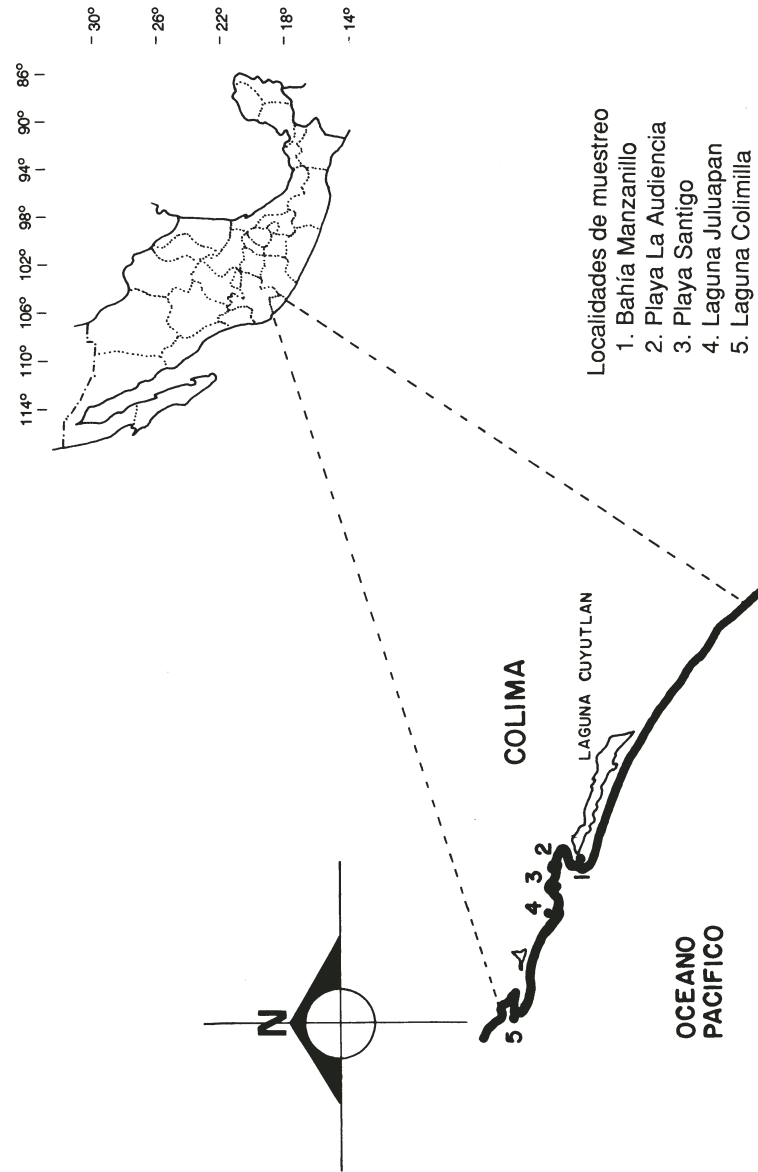 114°
110°
106°
102°
98°
94°
90°
86°
- 30°
- 26°
- 22°
- 18°
- 14°
N
COLIMA
LAGUNA CUYUTLAN
5
4
3
2
1
OCEANO
PACIFICO
Localidades de muestreo
1. Bahía Manzanillo
2. Playa La Audiencia
3. Playa Santigo
4. Laguna Juluapan
5. Laguna Colimilla